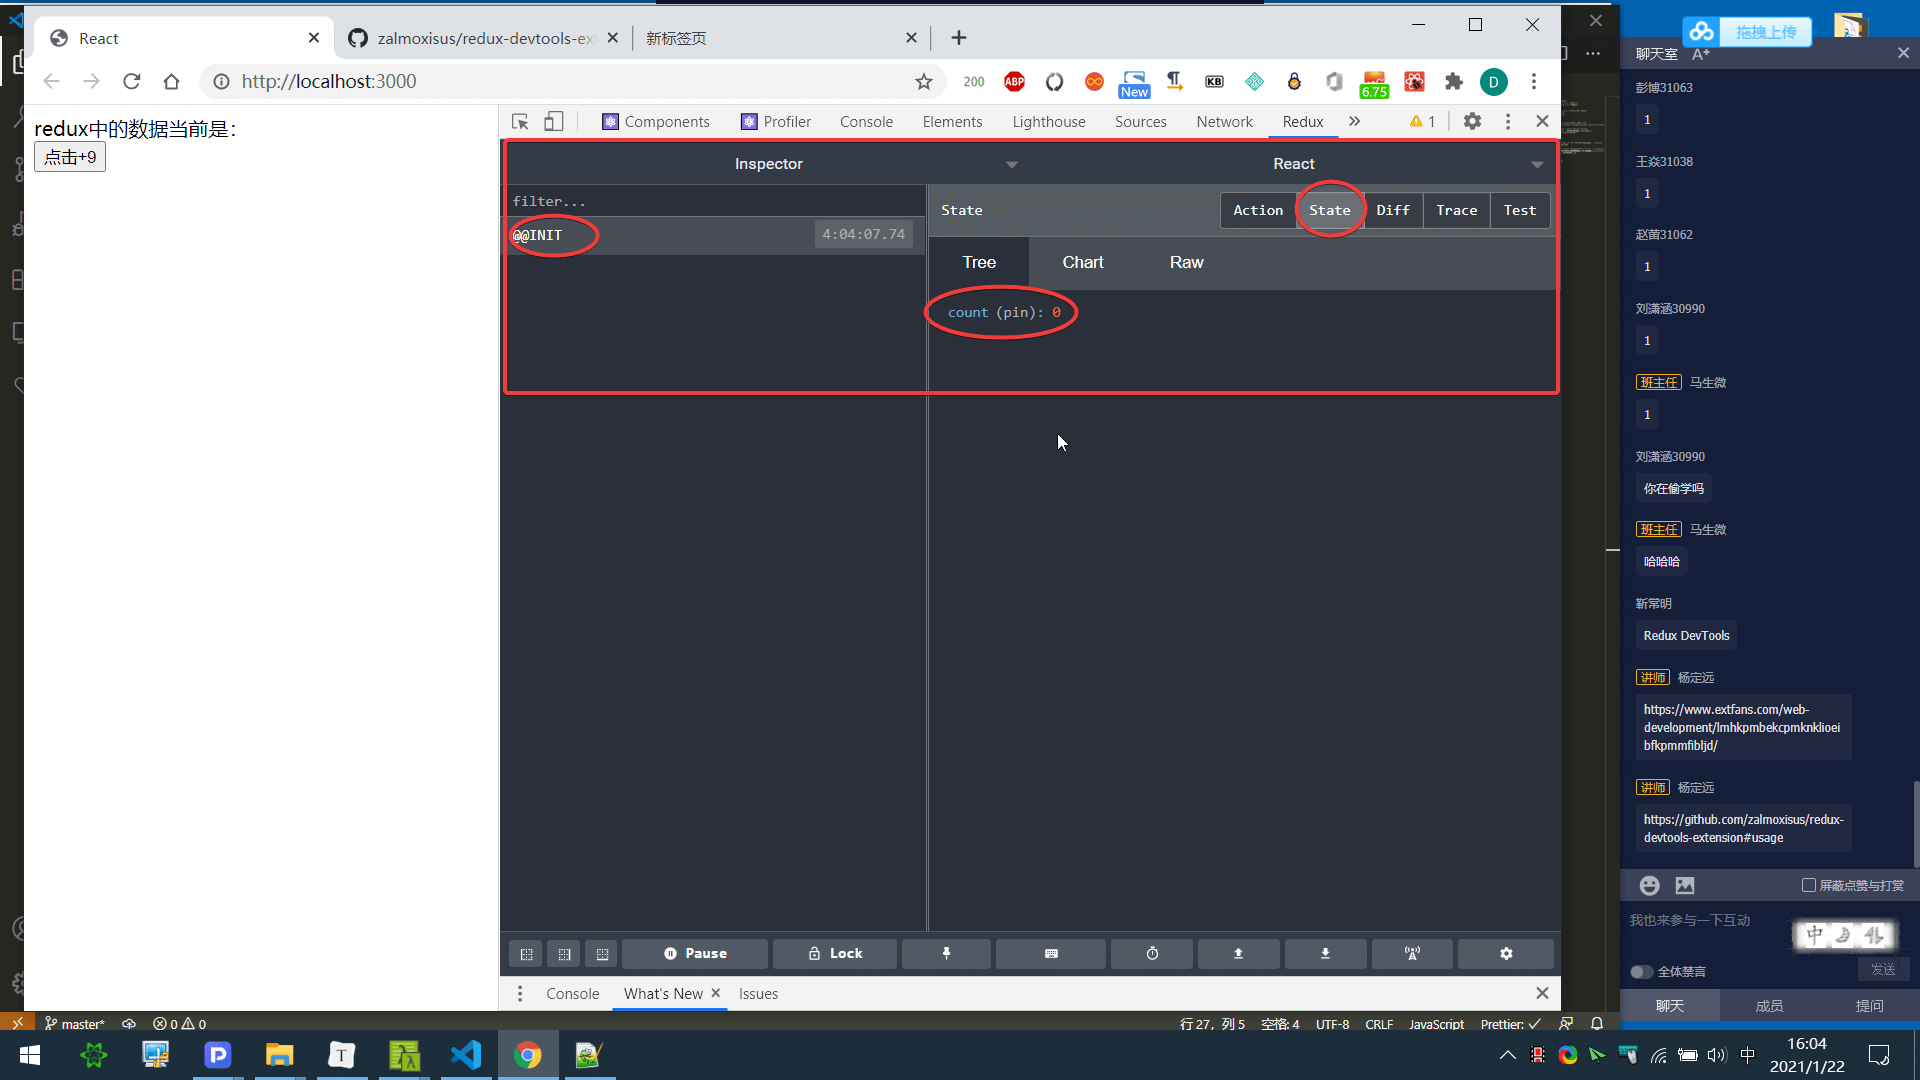 React
zalmoxisus/redux-devtools-ex
新标签页
http://localhost:3000
200
ABP
New
KB
6.75
D
redux中的数据当前是:
点击+9
Components
Profiler
Console
Elements
Lighthouse
Sources
Network
Redux
1
Inspector
React
filter...
@@INIT
4:04:07.74
State
Action
State
Diff
Trace
Test
Tree
Chart
Raw
count (pin): 0
Pause
Lock
Console
What's New
Issues
master*
0
0
行 27，列 5
空格: 4
UTF-8
CRLF
JavaScript
Prettier:
拖拽上传
聊天室
A+
彭博31063
1
王焱31038
1
赵苗31062
1
刘潇涵30990
1
班主任 马生微
1
刘潇涵30990
你在偷学吗
班主任 马生微
哈哈哈
靳常明
Redux DevTools
讲师 杨定远
https://www.extfans.com/web-
development/lmhkpmbekcpmknklioei
bfkpmmfibljd/
讲师 杨定远
https://github.com/zalmoxisus/redux-
devtools-extension#usage
屏蔽点赞与打赏
我也来参与一下互动
中
全体禁言
发送
聊天
成员
提问
P
T
λ
中
16:04
2021/1/22